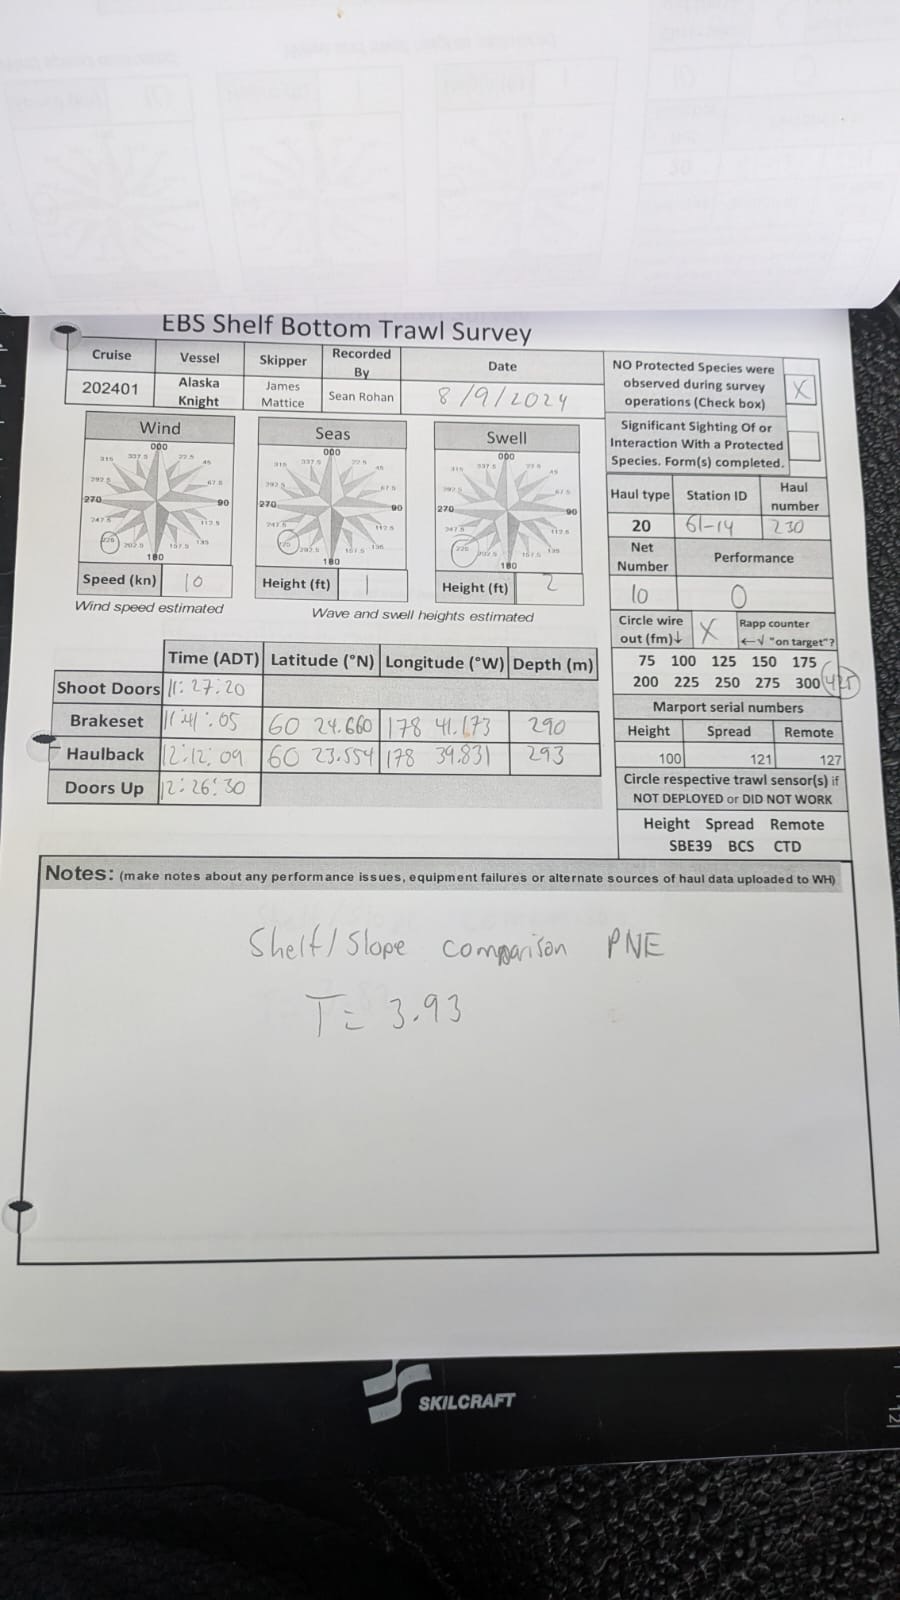 EBS Shelf Bottom Trawl Survey
Cruise Vessel Skipper Recorded By Date
202401 Alaska Knight James Mattice Sean Rohan 8/9/2024
NO Protected Species were observed during survey operations (Check box) X
Significant Sighting Of or Interaction With a Protected Species. Form(s) completed.
Wind
000
22.5
45
67.5
90
112.5
135
157.5
180
202.5
225
247.5
270
292.5
315
337.5
Speed (kn) 10
Wind speed estimated
Seas
000
22.5
45
67.5
90
112.5
135
157.5
180
202.5
225
247.5
270
292.5
315
337.5
Height (ft) 1
Swell
000
22.5
45
67.5
90
112.5
135
157.5
180
202.5
225
247.5
270
292.5
315
337.5
Height (ft) 2
Wave and swell heights estimated
Haul type Station ID Haul number
20 61-14 230
Net Number Performance
10 0
Circle wire out (fm)↓ X Rapp counter ←√ "on target"?
75 100 125 150 175
200 225 250 275 300 425
Marport serial numbers
Height Spread Remote
100 121 127
Circle respective trawl sensor(s) if
NOT DEPLOYED or DID NOT WORK
Height Spread Remote
SBE39 BCS CTD
Time (ADT) Latitude (°N) Longitude (°W) Depth (m)
Shoot Doors 11:27:20
Brakeset 11:41:05 60 24.660 178 41.173 290
Haulback 12:12:09 60 23.554 178 39.831 293
Doors Up 12:26:30
Notes: (make notes about any performance issues, equipment failures or alternate sources of haul data uploaded to WH)
Shelf/Slope comparison PNE
T= 3.93
SKILCRAFT
12